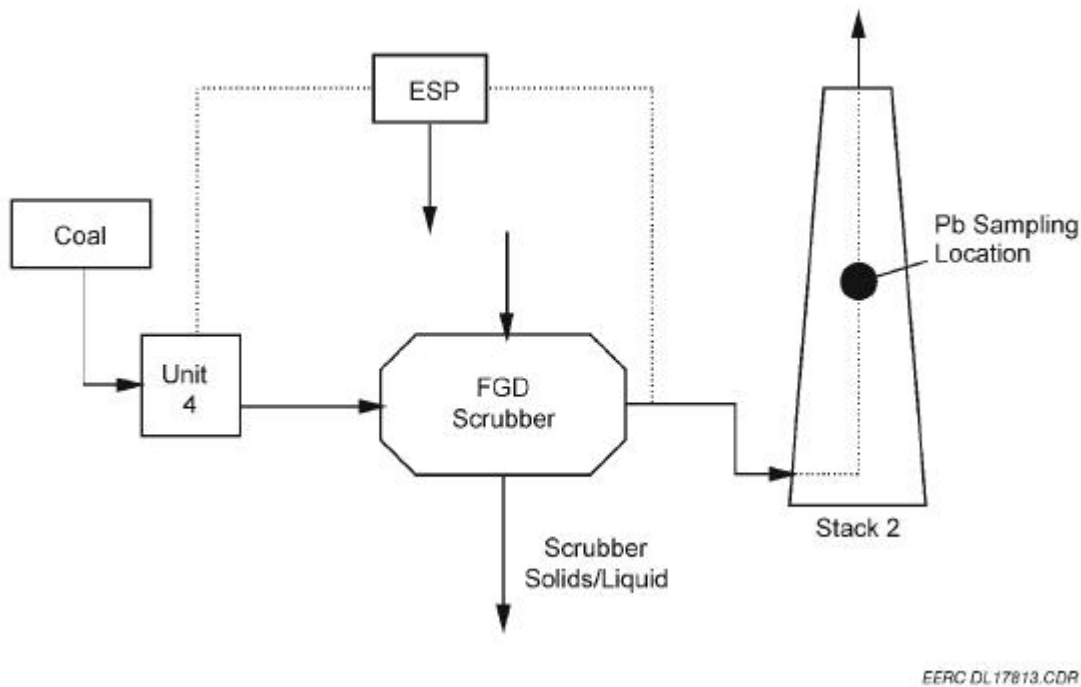 ESP
Coal
Unit
4
FGD
Scrubber
Pb Sampling
Location
Stack 2
Scrubber
Solids/Liquid
EERC DL17813.CDR